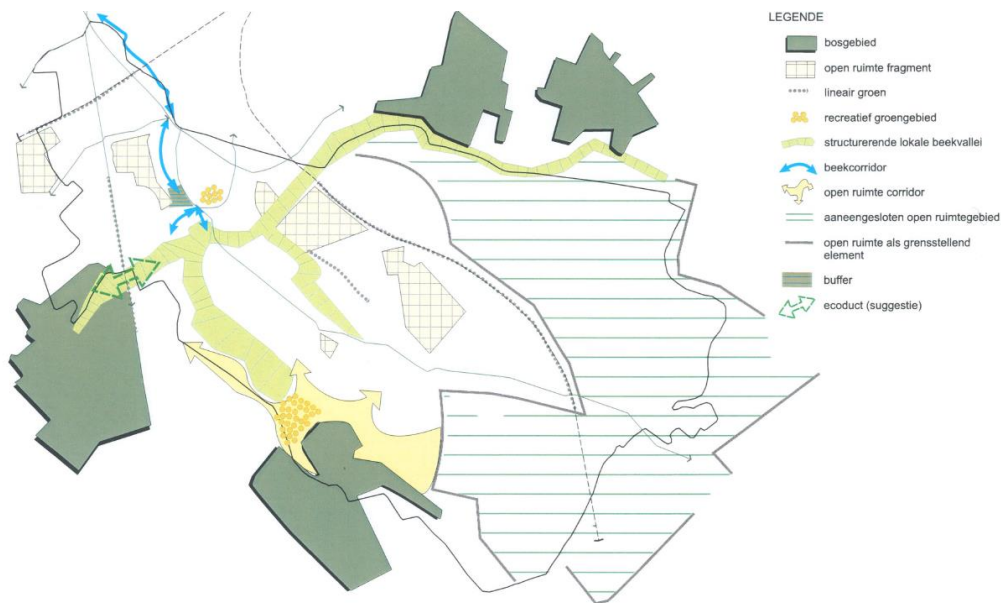 LEGENDE
bosgebied
open ruimte fragment
lineair groen
recreatief groengebied
structurerende lokale beekvallei
beekcorridor
open ruimte corridor
aaneengesloten open ruimtegebied
open ruimte als grensstellend
element
buffer
ecoduct (suggestie)